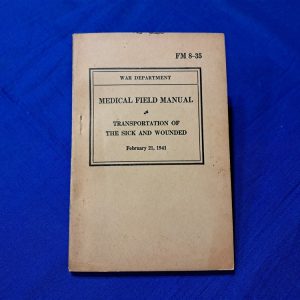 FM 8-35
WAR DEPARTMENT
MEDICAL FIELD MANUAL
TRANSPORTATION OF
THE SICK AND WOUNDED
February 21, 1941